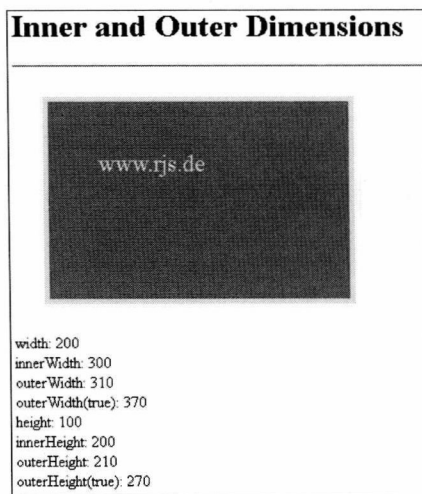 Inner and Outer Dimensions
www.rjs.de
width: 200
innerWidth: 300
outerWidth: 310
outerWidth(true): 370
height: 100
innerHeight: 200
outerHeight: 210
outerHeight(true): 270